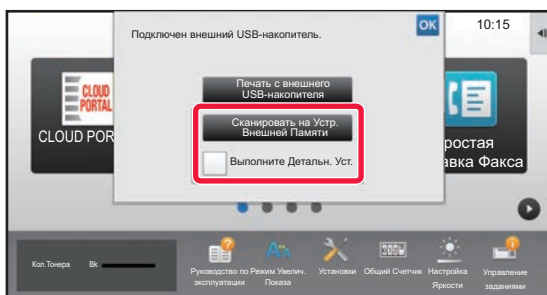 Подключен внешний USB-накопитель.
OK
10:15
Печать с внешнего
USB-накопителя
CLOUD
PORTAL
Сканировать на Устр.
Внешней Памяти
CLOUD POR
ростая
авка Факса
Выполните Детальн. Уст.
Кол.Тонера
Bk
Руководство по
эксплуатации
Режим Увелич.
Показа
Установки
Общий Счетчик
Настройка
Яркости
Управление
заданиями